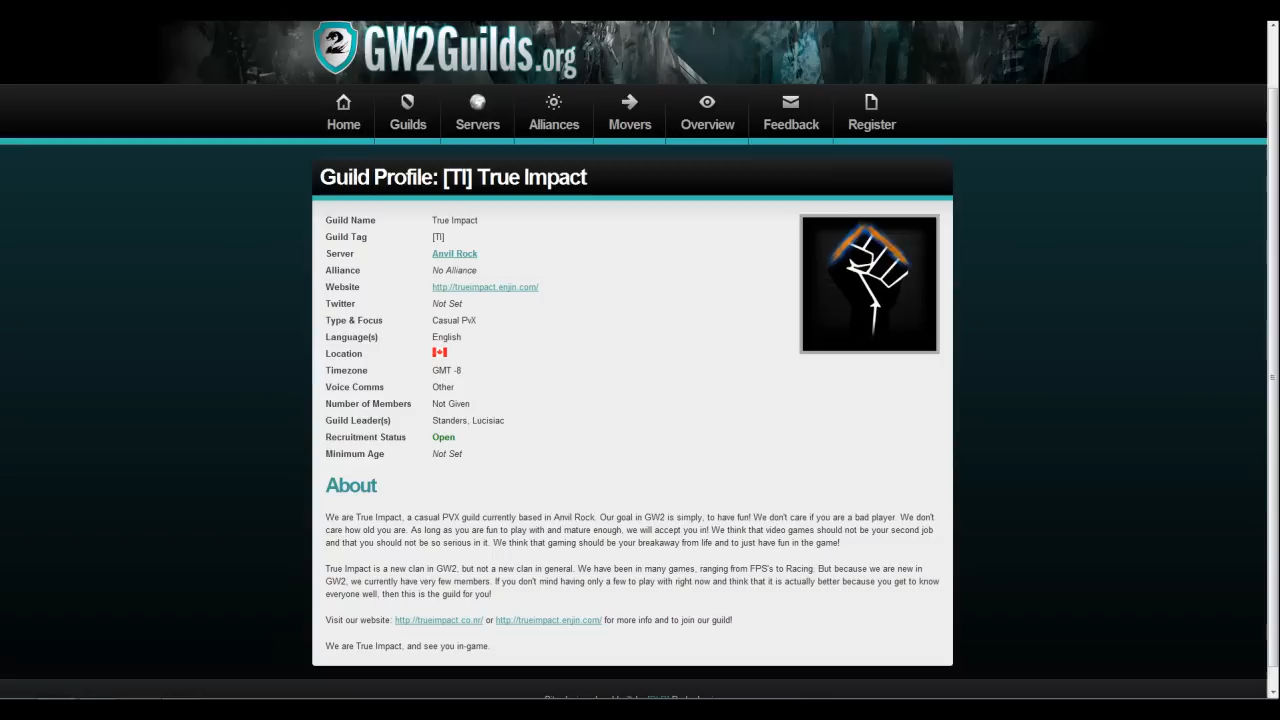 GW2Guilds.org
Home Guilds Servers Alliances Movers Overview Feedback Register
Guild Profile: [TI] True Impact
Guild Name True Impact
Guild Tag [TI]
Server Anvil Rock
Alliance No Alliance
Website http://trueimpact.enjin.com/
Twitter Not Set
Type & Focus Casual PvX
Language(s) English
Location
Timezone GMT -8
Voice Comms Other
Number of Members Not Given
Guild Leader(s) Standers, Lucisiac
Recruitment Status Open
Minimum Age Not Set
About
We are True Impact, a casual PVX guild currently based in Anvil Rock. Our goal in GW2 is simply, to have fun! We don't care if you are a bad player. We don't
care how old you are. As long as you are fun to play with and mature enough, we will accept you in! We think that video games should not be your second job
and that you should not be so serious in it. We think that gaming should be your breakaway from life and to just have fun in the game!
True Impact is a new clan in GW2, but not a new clan in general. We have been in many games, ranging from FPS's to Racing. But because we are new in
GW2, we currently have very few members. If you don't mind having only a few to play with right now and think that it is actually better because you get to know
everyone well, then this is the guild for you!
Visit our website: http://trueimpact.co.nr/ or http://trueimpact.enjin.com/ for more info and to join our guild!
We are True Impact, and see you in-game.